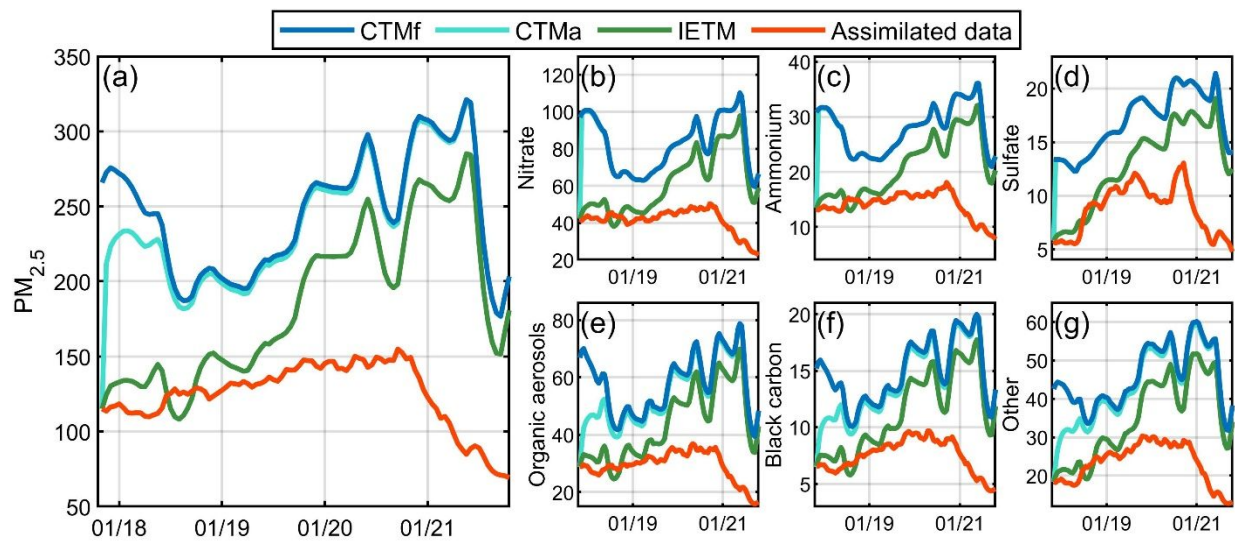 CTMf CTMa IETM Assimilated data
(a)
PM2.5
350
300
250
200
150
100
50
01/18 01/19 01/20 01/21
(b)
Nitrate
120
100
80
60
40
20
01/19 01/21
(c)
Ammonium
40
30
20
10
01/19 01/21
(d)
Sulfate
20
15
10
5
01/19 01/21
(e)
Organic aerosols
80
60
40
20
01/19 01/21
(f)
Black carbon
20
15
10
5
01/19 01/21
(g)
Other
60
50
40
30
20
01/19 01/21